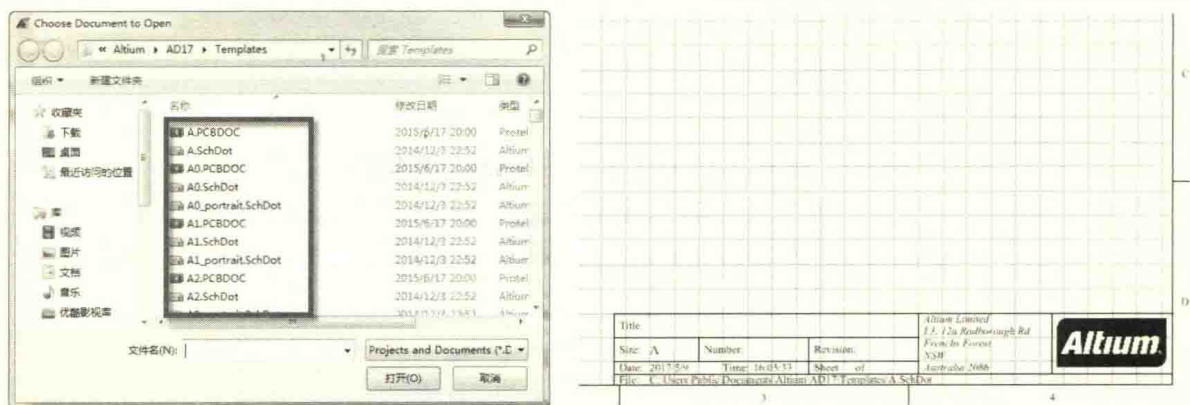 Choose Document to Open
« Altium ▸ AD17 ▸ Templates
搜索 Templates
组织 新建文件夹
名称 修改日期 类型
收藏夹
下载
桌面
最近访问的位置
库
视频
图片
文档
音乐
优酷影视库
A.PCBDOC 2015/6/17 20:00 Protel
A.SchDot 2014/12/3 22:52 Altium
A0.PCBDOC 2015/6/17 20:00 Protel
A0.SchDot 2014/12/3 22:52 Altium
A0_portrait.SchDot 2014/12/3 22:52 Altium
A1.PCBDOC 2015/6/17 20:00 Protel
A1.SchDot 2014/12/3 22:52 Altium
A1_portrait.SchDot 2014/12/3 22:52 Altium
A2.PCBDOC 2015/6/17 20:00 Protel
A2.SchDot 2014/12/3 22:52 Altium
文件名(N):
Projects and Documents (*.
打开(O) 取消
C
D
Title
Size: A Number: Revision:
Date: 2017/5/9 Time: 16:05:33 Sheet of
File: C:\Users\Public\Documents\Altium\AD17\Templates\A.SchDot
Altium Limited
12a Rodborough Rd
Frenchs Forest
NSW
Australia 2086
Altium
3 4